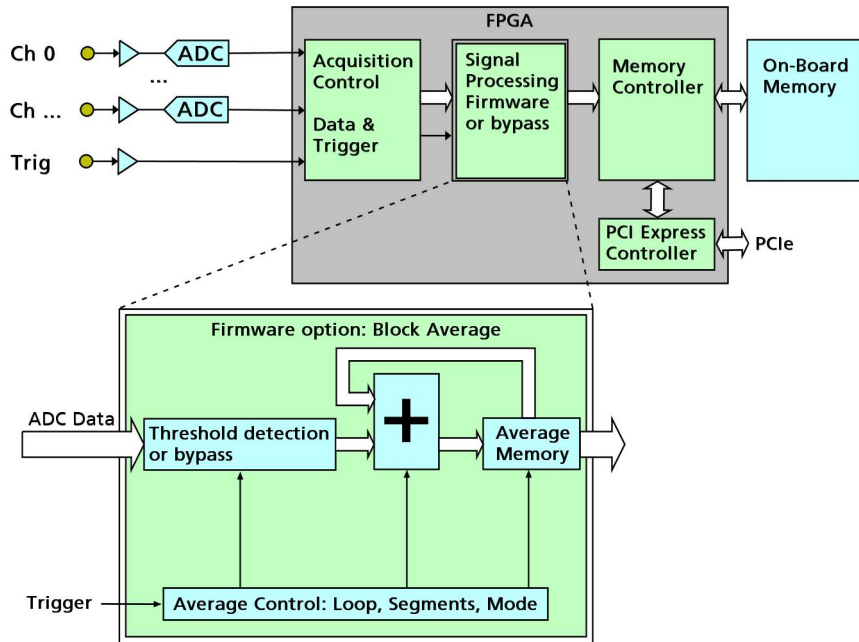 FPGA
Ch 0
ADC
...
Ch ...
ADC
Trig
Acquisition
Control
Data &
Trigger
Signal
Processing
Firmware
or bypass
Memory
Controller
On-Board
Memory
PCI Express
Controller
PCIe
Firmware option: Block Average
ADC Data
Threshold detection
or bypass
+
Average
Memory
Trigger
Average Control: Loop, Segments, Mode